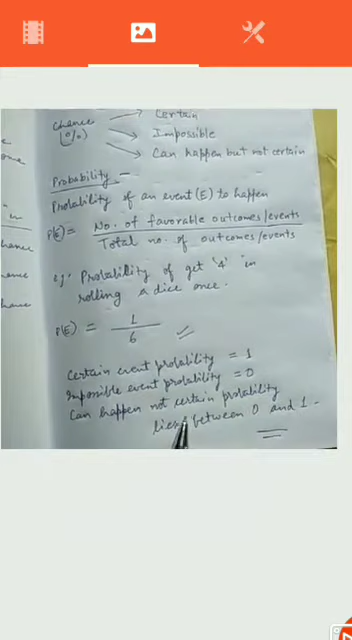 Certain
Chance
(%)
Impossible
Can happen but not certain
Probability -
Probability of an event (E) to happen
P(E) = No. of favorable outcomes/events
Total no. of outcomes/events
eg: Probability of get '4' in
rolling a dice once.
P(E) = 1
6
Certain event probability = 1
Impossible event probability = 0
Can happen not certain probability
lies between 0 and 1.